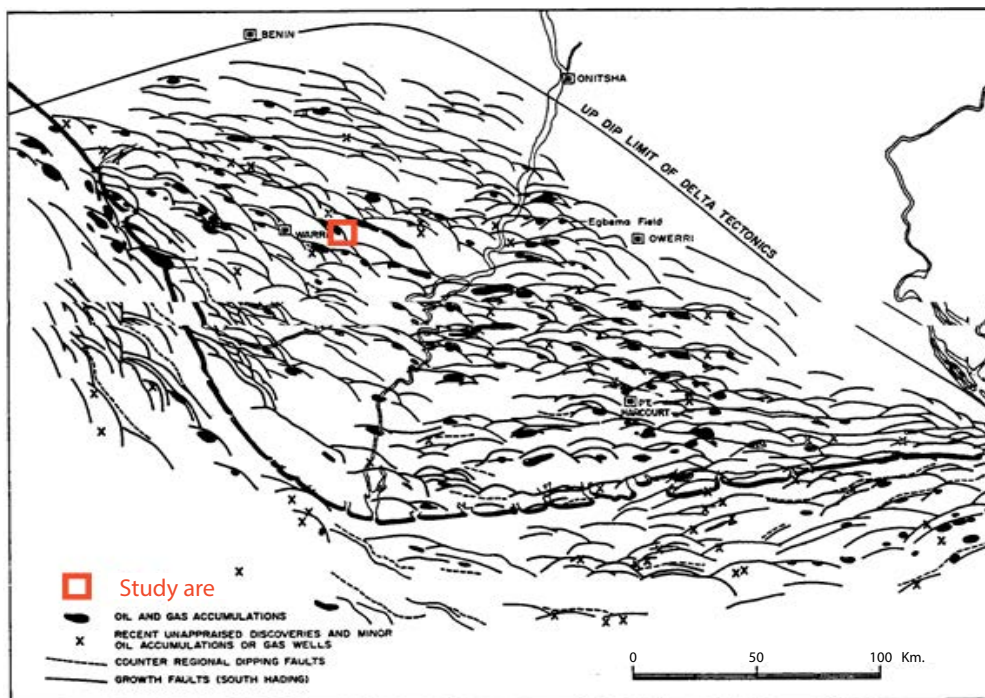 BENIN
ONITSHA
UP DIP LIMIT OF DELTA TECTONICS
Egbema Field
OWERRI
WARRI
PT.
HARCOURT
Study are
OIL AND GAS ACCUMULATIONS
RECENT UNAPPRAISED DISCOVERIES AND MINOR
OIL ACCUMULATIONS OR GAS WELLS
COUNTER REGIONAL DIPPING FAULTS
GROWTH FAULTS (SOUTH HADING)
0 50 100 Km.